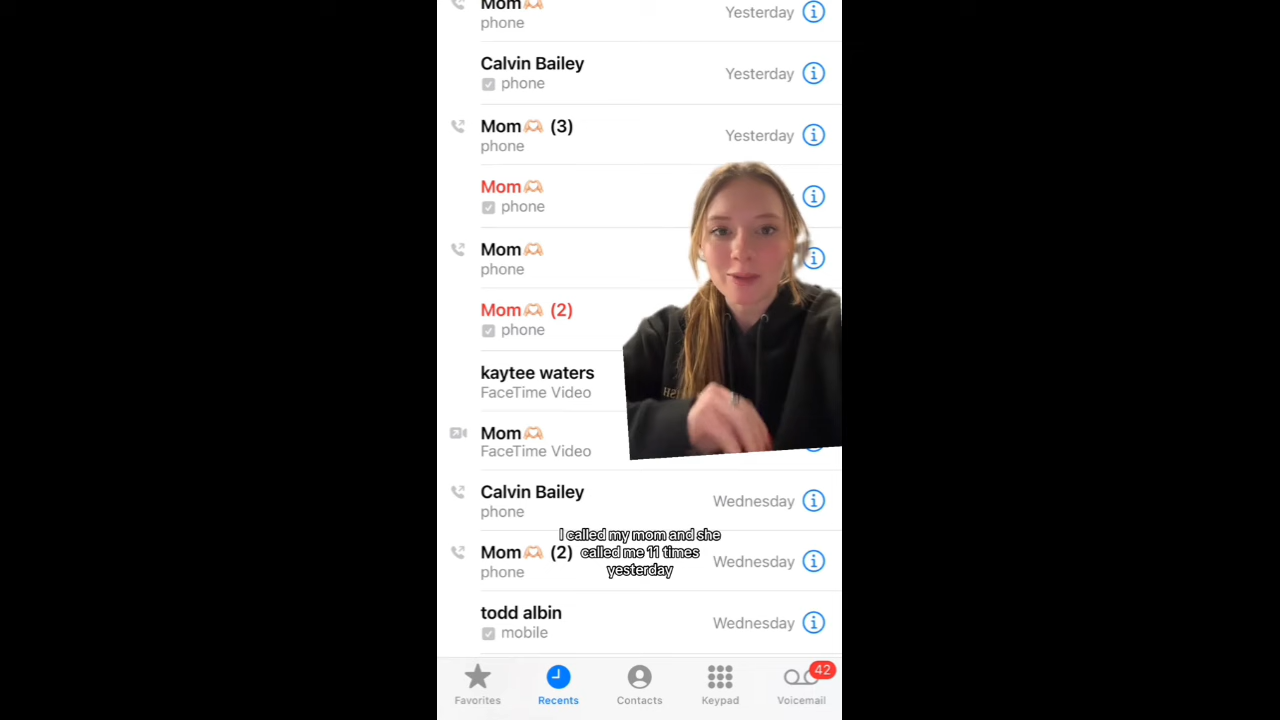 Mom🫶🏻
phone
Yesterday
Calvin Bailey
phone
Yesterday
Mom🫶🏻 (3)
phone
Yesterday
Mom🫶🏻
phone
Mom🫶🏻
phone
Mom🫶🏻 (2)
phone
kaytee waters
FaceTime Video
Mom🫶🏻
FaceTime Video
Calvin Bailey
phone
Wednesday
Mom🫶🏻 (2)
phone
Wednesday
I called my mom and she
called me 11 times
yesterday
todd albin
mobile
Wednesday
Favorites
Recents
Contacts
Keypad
Voicemail
42